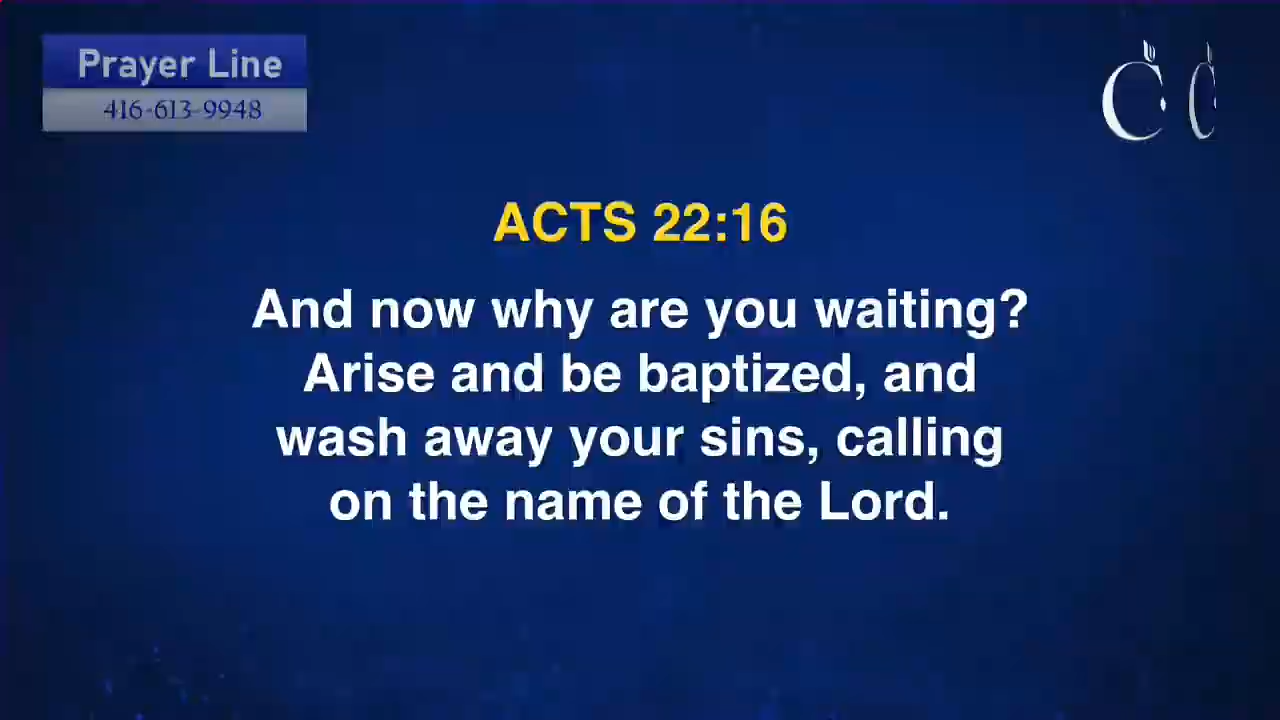 Prayer Line
416-613-9948
ACTS 22:16
And now why are you waiting?
Arise and be baptized, and
wash away your sins, calling
on the name of the Lord.